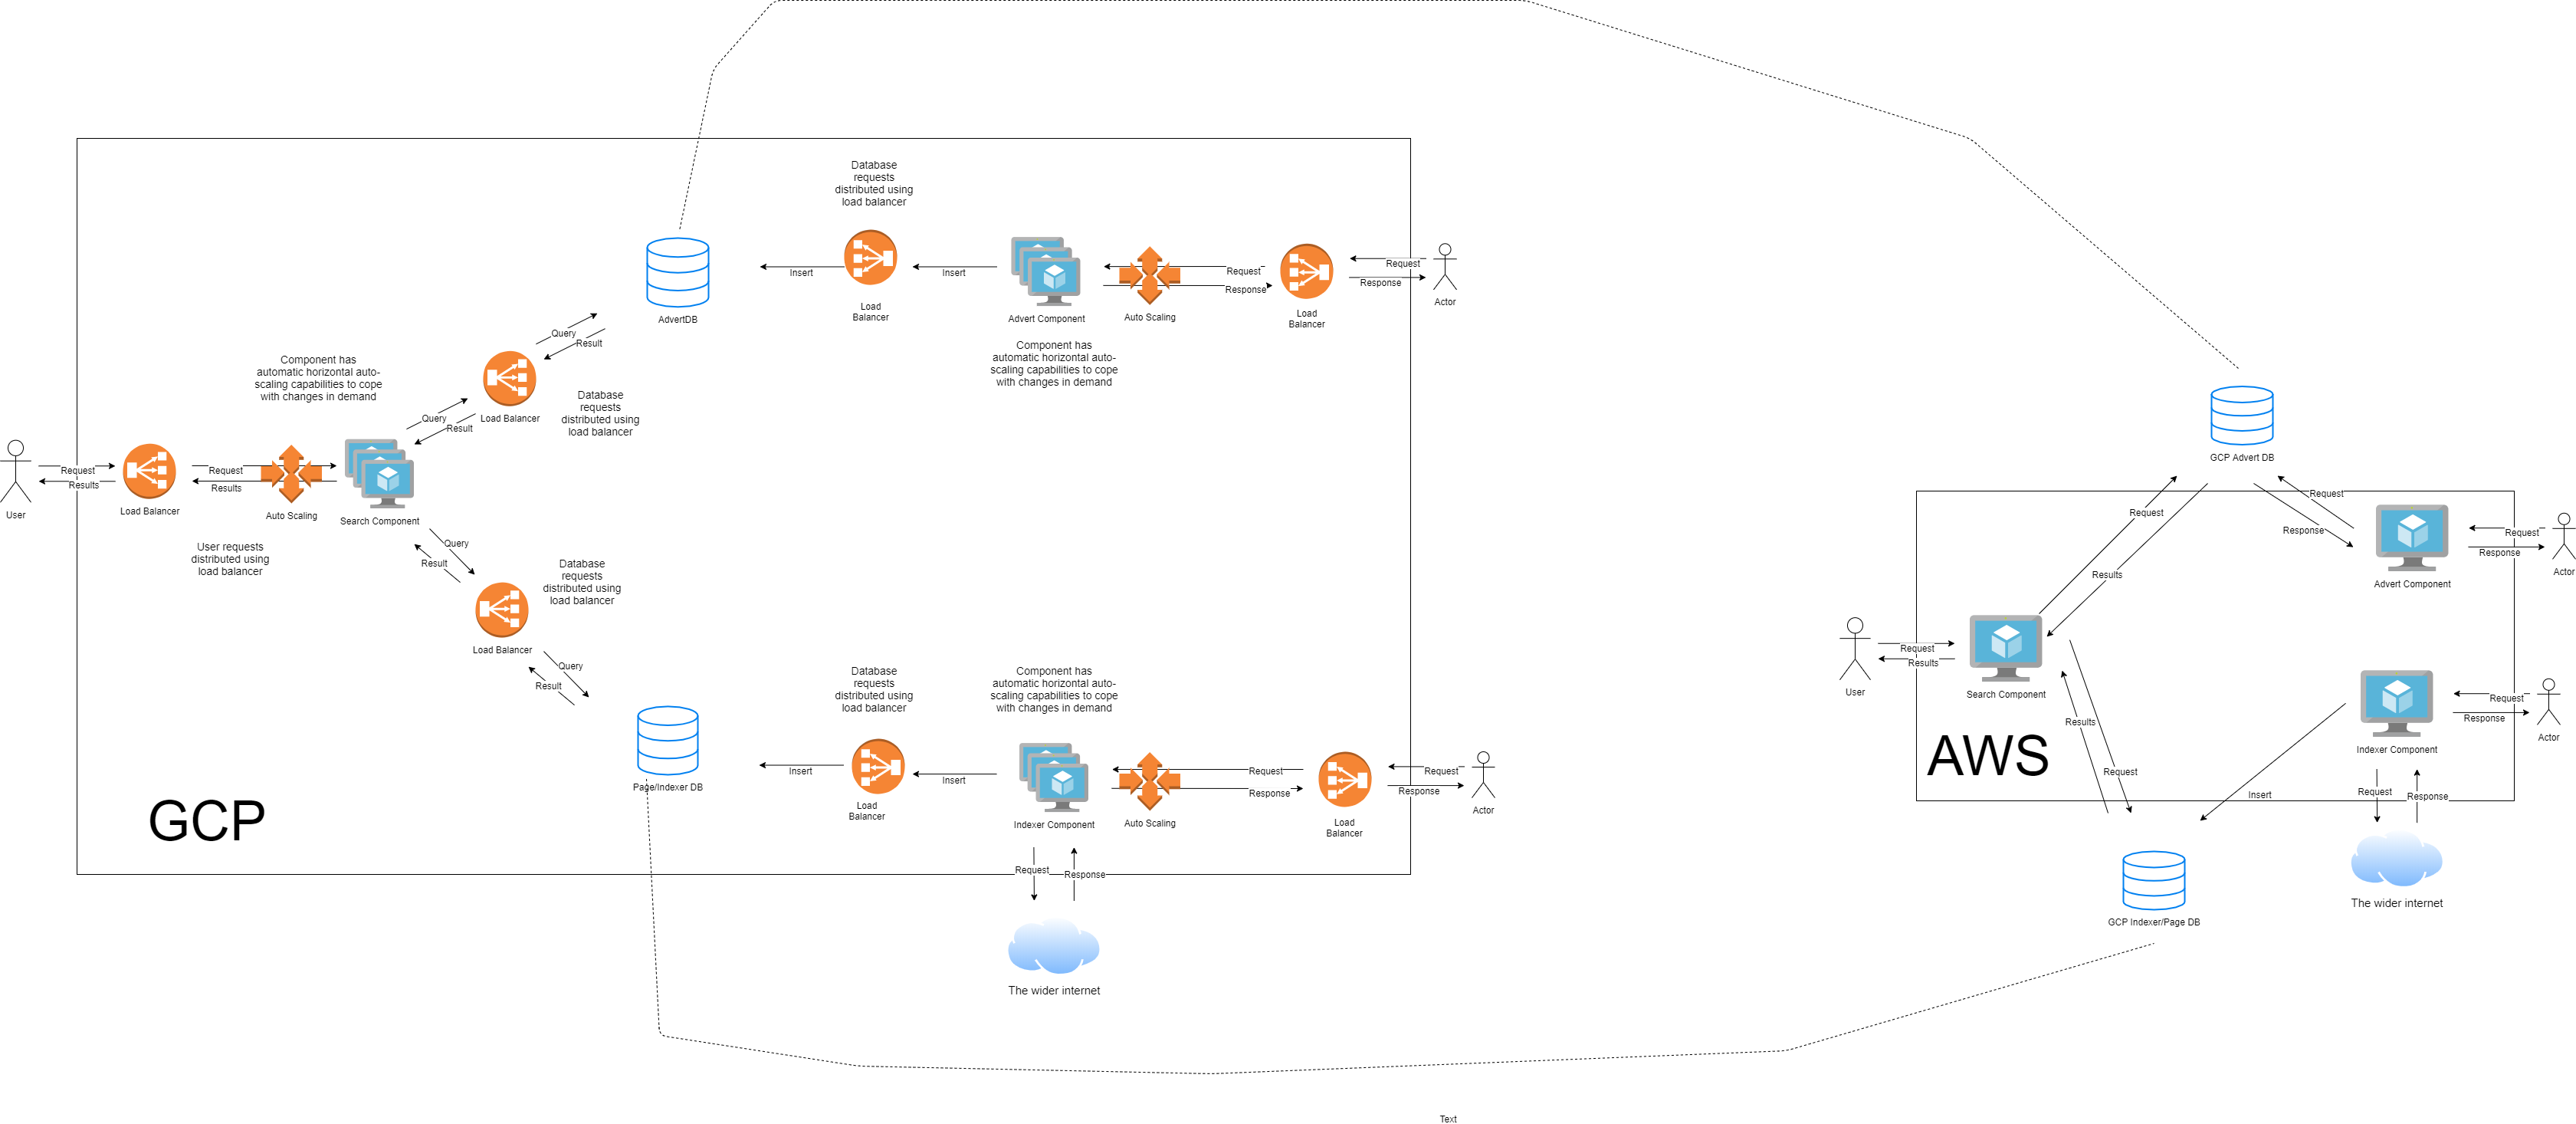 Database
requests
distributed using
load balancer
Insert
Insert
Request
Response
Request
Response
AdvertDB
Load
Balancer
Advert Component
Auto Scaling
Load
Balancer
Actor
Query
Result
Component has
automatic horizontal auto-
scaling capabilities to cope
with changes in demand
Component has
automatic horizontal auto-
scaling capabilities to cope
with changes in demand
Query
Result
Load Balancer
Database
requests
distributed using
load balancer
User
Request
Results
Load Balancer
Request
Results
Auto Scaling
Search Component
User requests
distributed using
load balancer
Query
Result
Database
requests
distributed using
load balancer
Load Balancer
Query
Result
Page/Indexer DB
Database
requests
distributed using
load balancer
Component has
automatic horizontal auto-
scaling capabilities to cope
with changes in demand
Insert
Insert
Request
Response
Request
Response
Load
Balancer
Indexer Component
Auto Scaling
Load
Balancer
Actor
GCP
Request
Response
The wider internet
GCP Advert DB
Request
Results
Request
Response
Request
Response
Actor
Advert Component
User
Request
Results
Search Component
Results
Request
Request
Response
Actor
Indexer Component
AWS
Insert
Request
Response
The wider internet
GCP Indexer/Page DB
Text